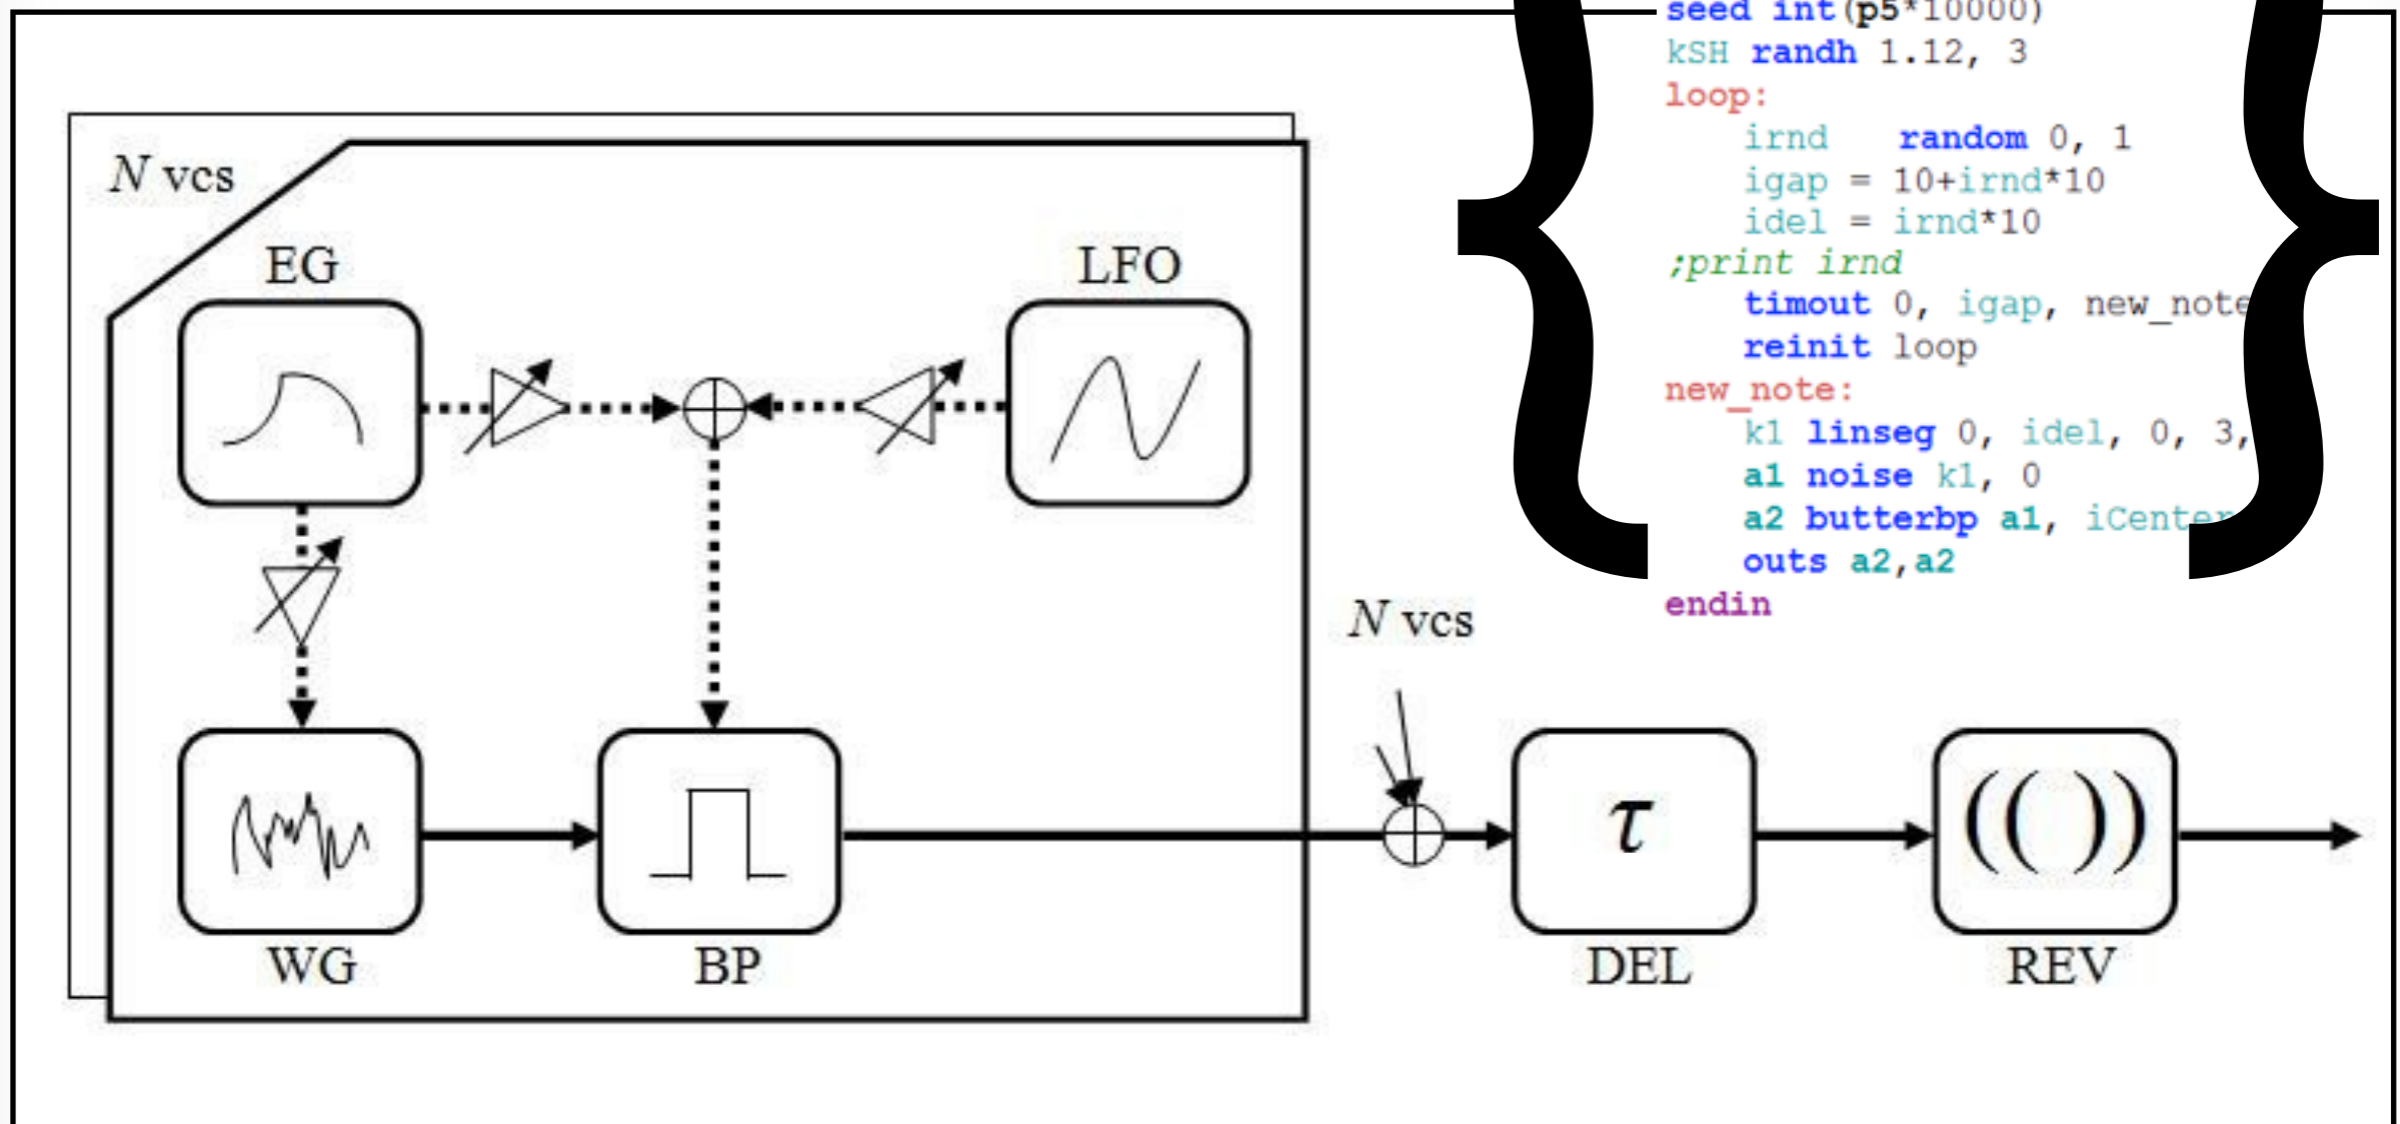 seed int(p5*10000)
kSH randh 1.12, 3
loop:
irnd random 0, 1
igap = 10+irnd*10
idel = irnd*10
;print irnd
timout 0, igap, new_note
reinit loop
new_note:
k1 linseg 0, idel, 0, 3,
a1 noise k1, 0
a2 butterbp a1, iCenter
outs a2,a2
endin
N vcs
EG
LFO
N vcs
τ
(( ))
WG
BP
DEL
REV